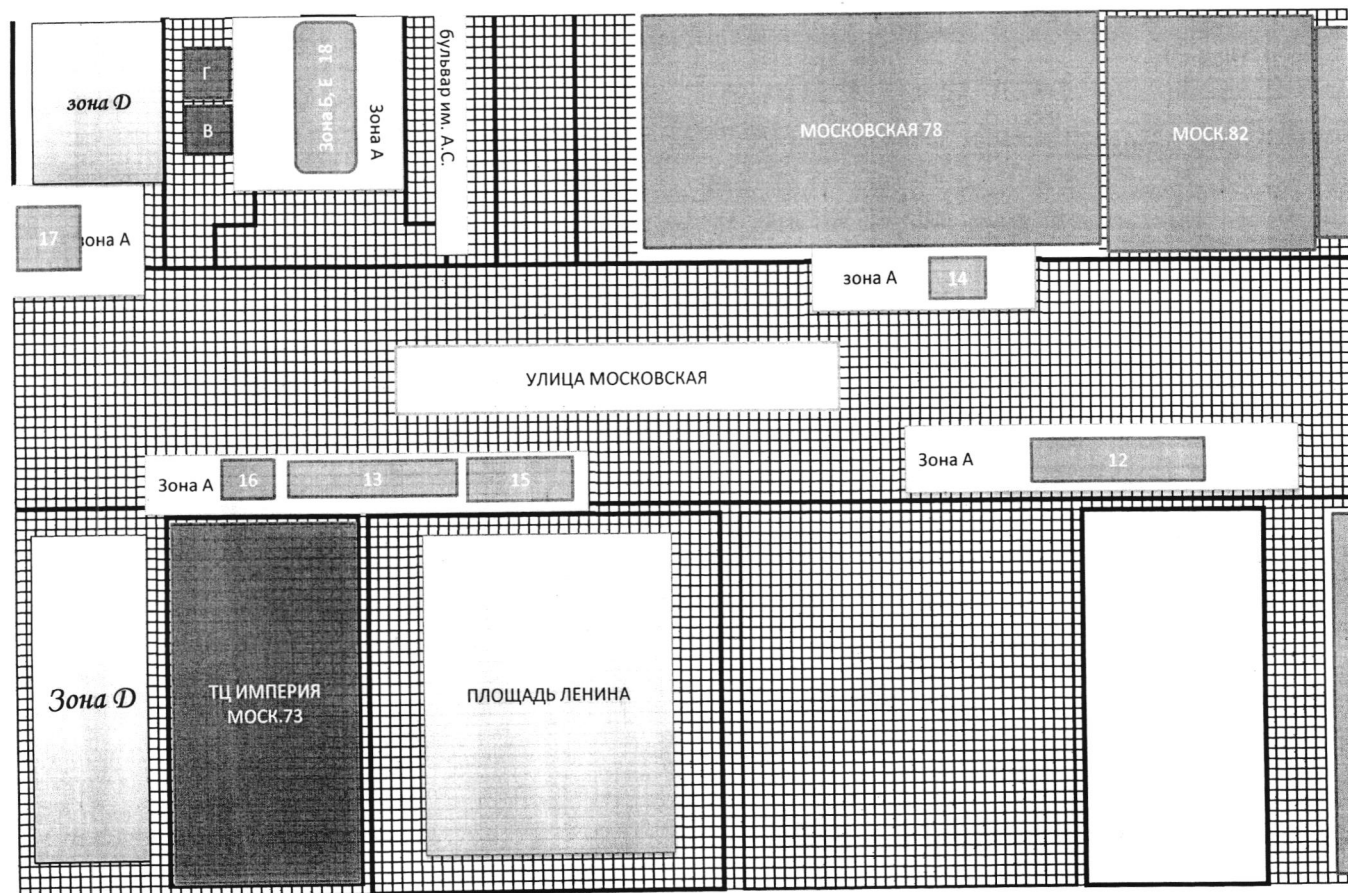 зона D
Г
В
Зона Б, Е 18
Зона А
бульвар им. А.С.
МОСКОВСКАЯ 78
МОСК.82
17
зона А
зона А
14
УЛИЦА МОСКОВСКАЯ
Зона А
16
13
15
Зона А
12
Зона D
ТЦ ИМПЕРИЯ
МОСК.73
ПЛОЩАДЬ ЛЕНИНА